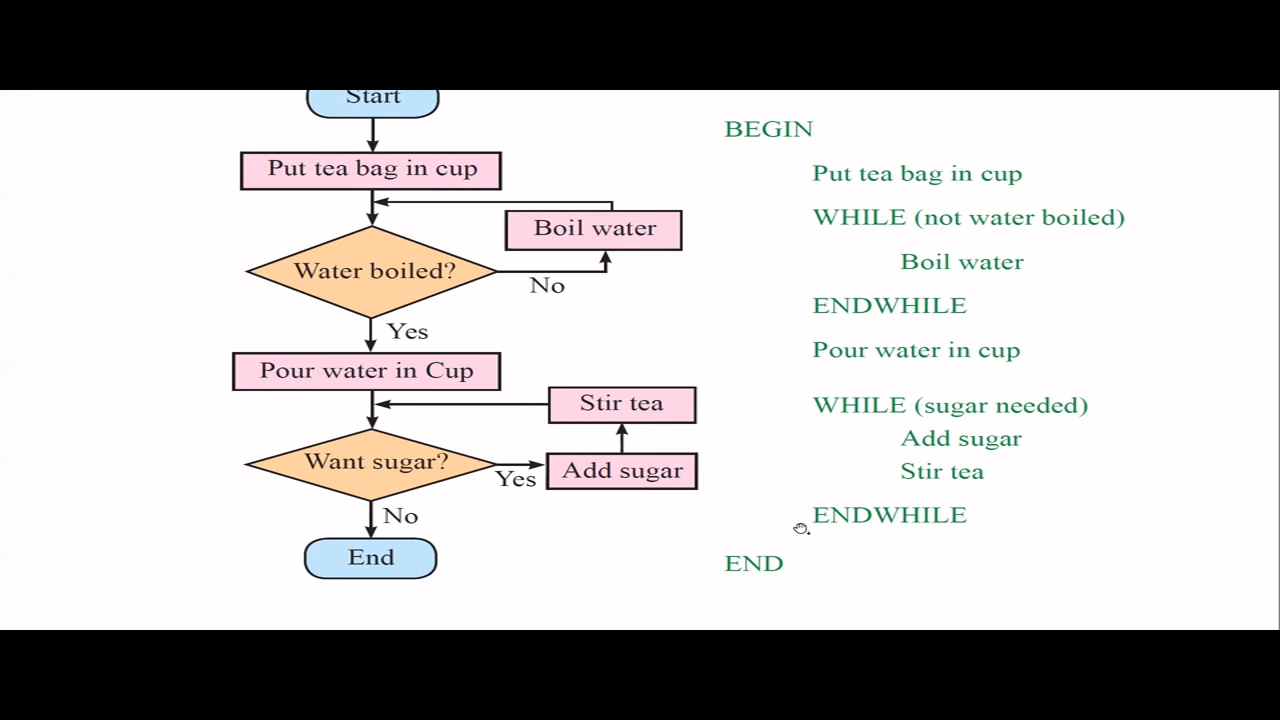 Start
Put tea bag in cup
Boil water
Water boiled?
No
Yes
Pour water in Cup
Stir tea
Want sugar?
Yes
Add sugar
No
End
BEGIN
Put tea bag in cup
WHILE (not water boiled)
Boil water
ENDWHILE
Pour water in cup
WHILE (sugar needed)
Add sugar
Stir tea
ENDWHILE
END